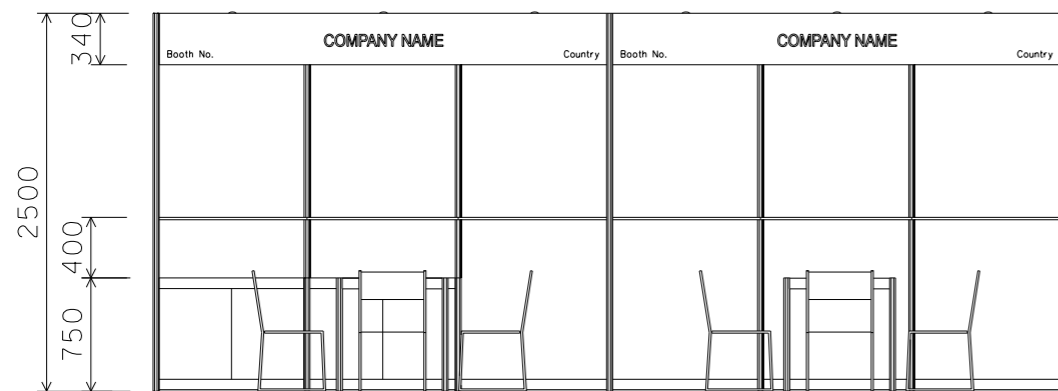 340
COMPANY NAME
Booth No.
Country
COMPANY NAME
Booth No.
Country
2500
400
750